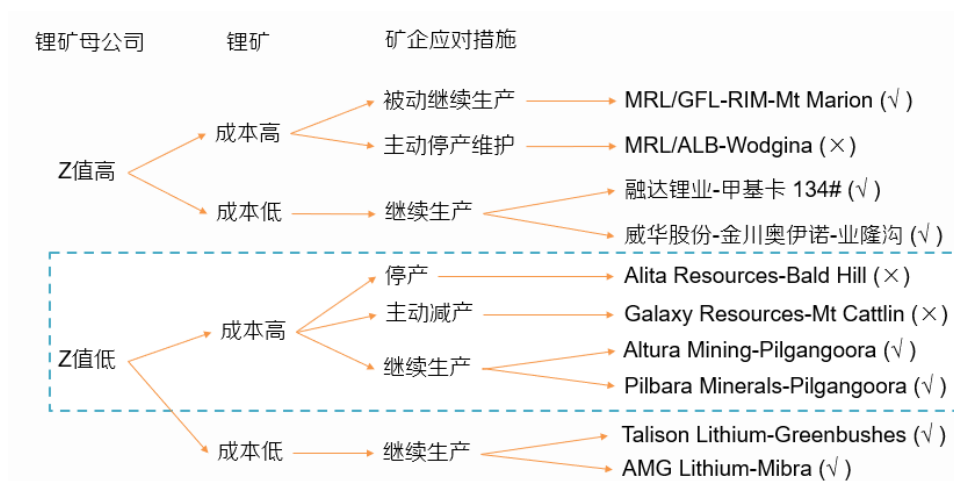 锂矿母公司 锂矿 矿企应对措施
被动继续生产 MRL/GFL-RIM-Mt Marion (√)
成本高
主动停产维护 MRL/ALB-Wodgina (×)
Z值高
融达锂业-甲基卡 134# (√)
成本低 继续生产
威华股份-金川奥伊诺-业隆沟 (√)
停产 Alita Resources-Bald Hill (×)
主动减产 Galaxy Resources-Mt Cattlin (×)
成本高
Altura Mining-Pilgangoora (√)
Z值低 继续生产
Pilbara Minerals-Pilgangoora (√)
Talison Lithium-Greenbushes (√)
成本低 继续生产
AMG Lithium-Mibra (√)